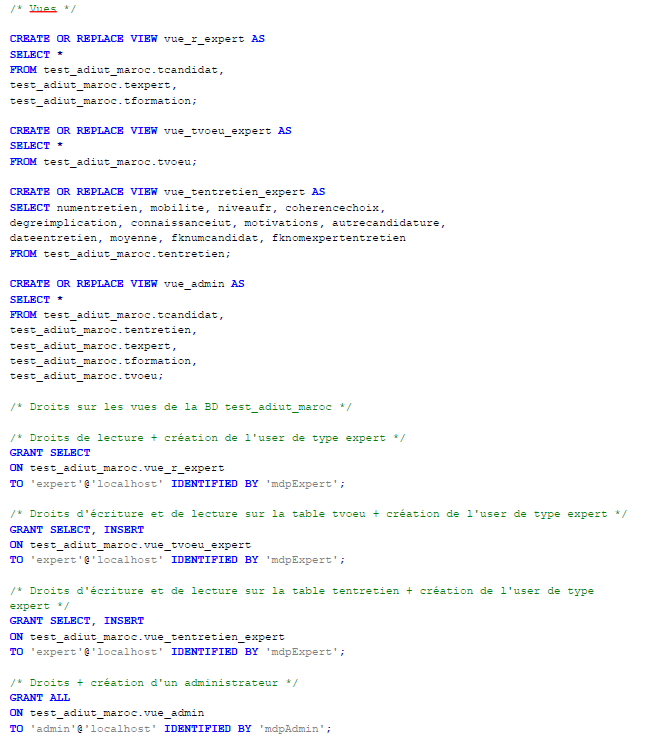 /* Vues */
CREATE OR REPLACE VIEW vue_r_expert AS
SELECT *
FROM test_adiut_maroc.tcandidat,
test_adiut_maroc.texpert,
test_adiut_maroc.tformation;
CREATE OR REPLACE VIEW vue_tvoeu_expert AS
SELECT *
FROM test_adiut_maroc.tvoeu;
CREATE OR REPLACE VIEW vue_tentretien_expert AS
SELECT numentretien, mobilite, niveaufr, coherencechoix,
degreimplication, connaissanceiut, motivations, autrecandidature,
dateentretien, moyenne, fknumcandidat, fknomexpertentretien
FROM test_adiut_maroc.tentretien;
CREATE OR REPLACE VIEW vue_admin AS
SELECT *
FROM test_adiut_maroc.tcandidat,
test_adiut_maroc.tentretien,
test_adiut_maroc.texpert,
test_adiut_maroc.tformation,
test_adiut_maroc.tvoeu;
/* Droits sur les vues de la BD test_adiut_maroc */
/* Droits de lecture + création de l'user de type expert */
GRANT SELECT
ON test_adiut_maroc.vue_r_expert
TO 'expert'@'localhost' IDENTIFIED BY 'mdpExpert';
/* Droits d'écriture et de lecture sur la table tvoeu + création de l'user de type expert */
GRANT SELECT, INSERT
ON test_adiut_maroc.vue_tvoeu_expert
TO 'expert'@'localhost' IDENTIFIED BY 'mdpExpert';
/* Droits d'écriture et de lecture sur la table tentretien + création de l'user de type
expert */
GRANT SELECT, INSERT
ON test_adiut_maroc.vue_tentretien_expert
TO 'expert'@'localhost' IDENTIFIED BY 'mdpExpert';
/* Droits + création d'un administrateur */
GRANT ALL
ON test_adiut_maroc.vue_admin
TO 'admin'@'localhost' IDENTIFIED BY 'mdpAdmin';